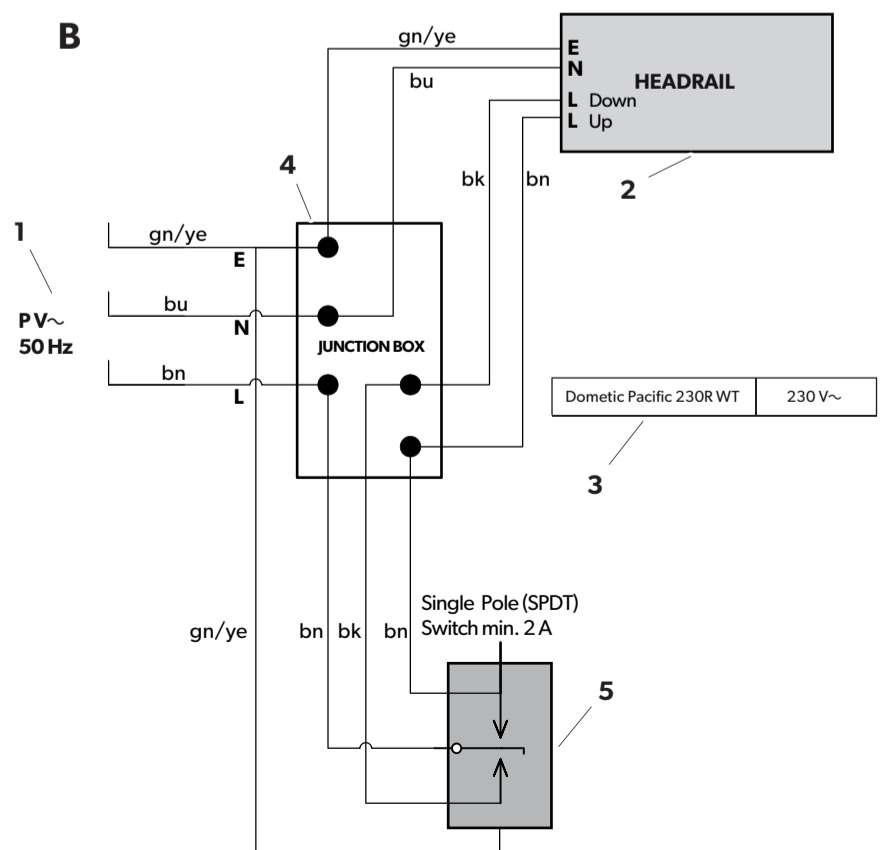 B
gn/ye
E
N
bu
HEADRAIL
L Down
L Up
4
bk
bn
2
1
gn/ye
E
bu
P V~
50 Hz
N
JUNCTION BOX
bn
L
Dometic Pacific 230R WT
230 V~
3
Single Pole (SPDT)
Switch min. 2 A
gn/ye
bn
bk
bn
5